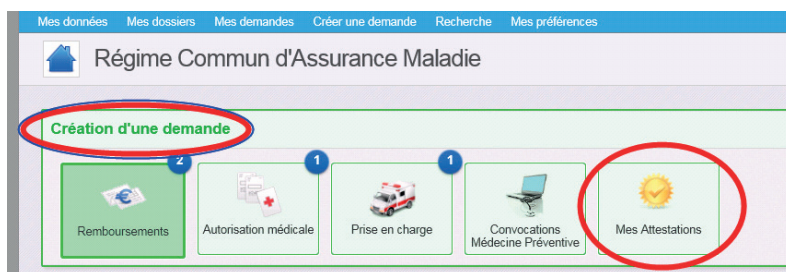 Mes données Mes dossiers Mes demandes Créer une demande Recherche Mes préférences
Régime Commun d'Assurance Maladie
Création d'une demande
2 1 1
Remboursements Autorisation médicale Prise en charge Convocations Médecine Préventive Mes Attestations